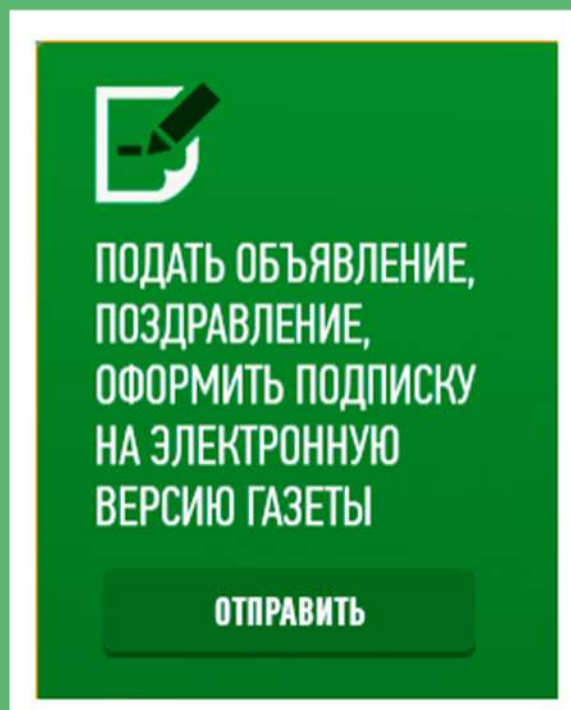 ПОДАТЬ ОБЪЯВЛЕНИЕ,
ПОЗДРАВЛЕНИЕ,
ОФОРМИТЬ ПОДПИСКУ
НА ЭЛЕКТРОННУЮ
ВЕРСИЮ ГАЗЕТЫ
ОТПРАВИТЬ